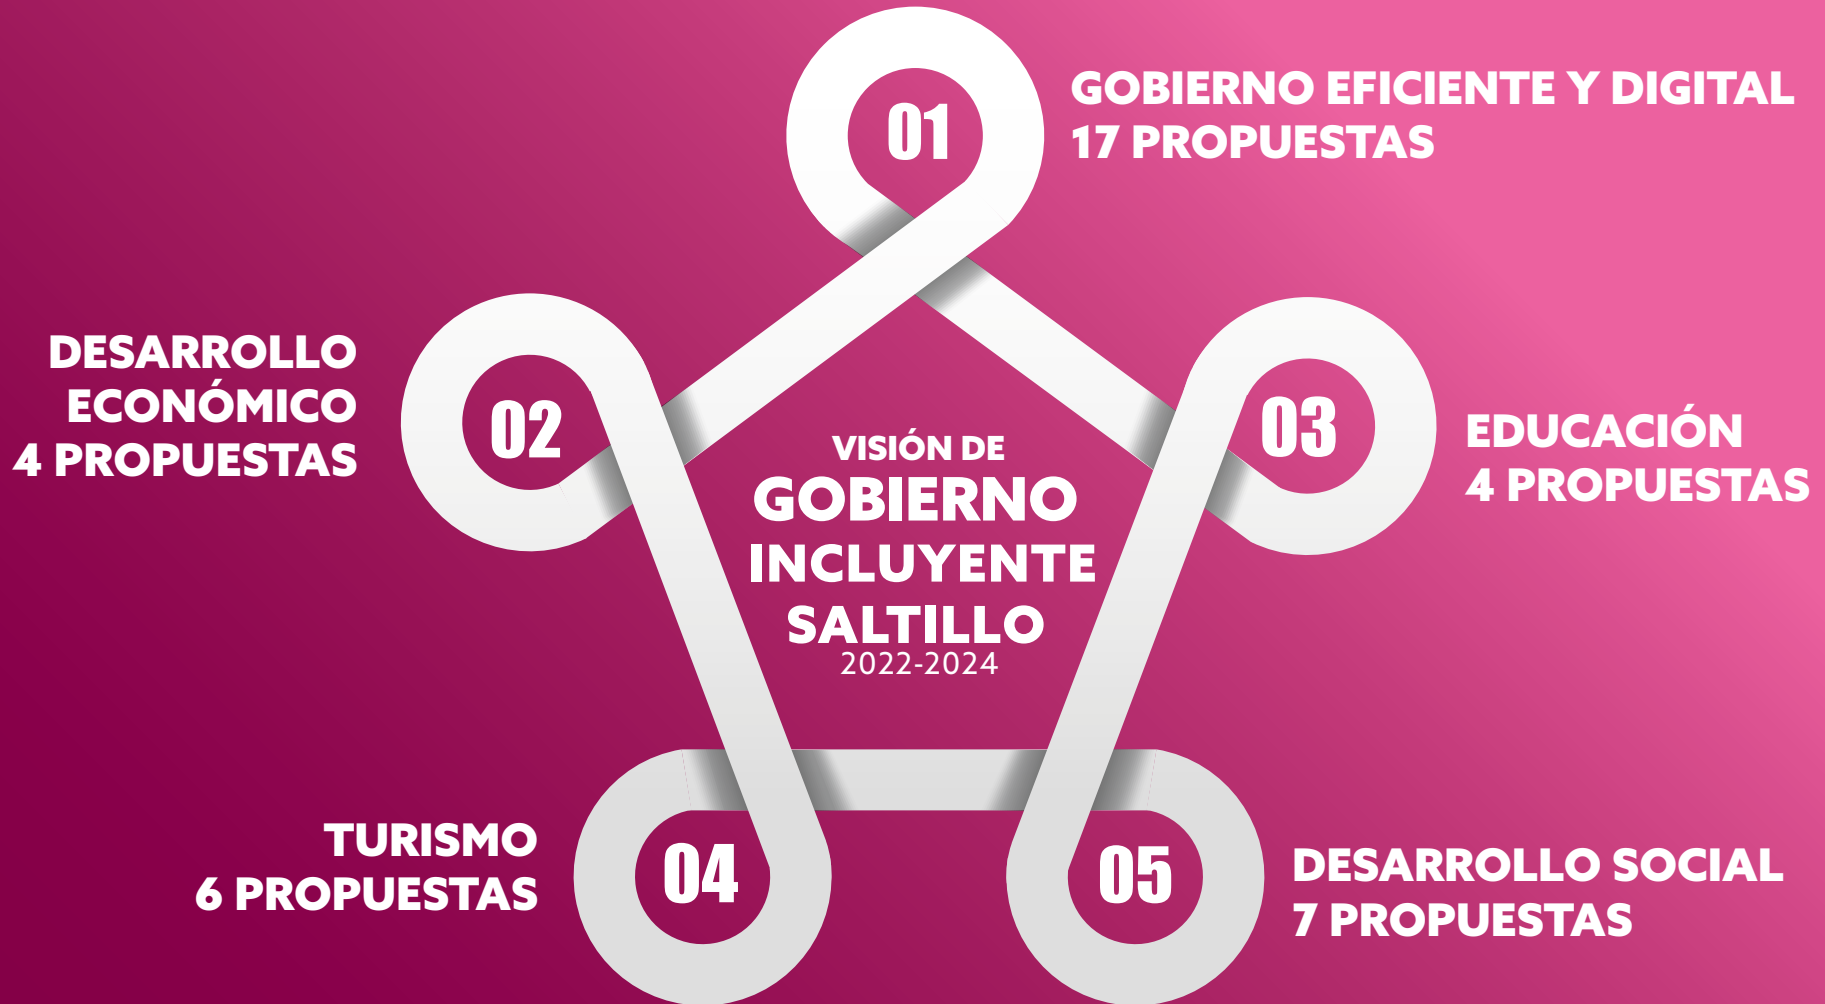 01
GOBIERNO EFICIENTE Y DIGITAL
17 PROPUESTAS
DESARROLLO
ECONÓMICO
4 PROPUESTAS
02
03
EDUCACIÓN
4 PROPUESTAS
VISIÓN DE
GOBIERNO
INCLUYENTE
SALTILLO
2022-2024
TURISMO
6 PROPUESTAS
04
05
DESARROLLO SOCIAL
7 PROPUESTAS